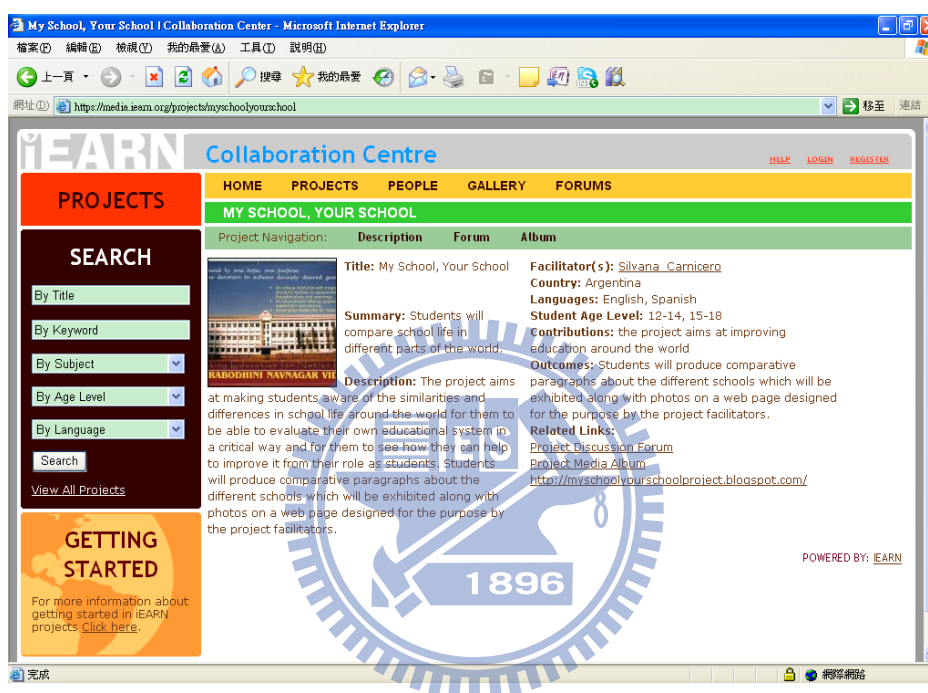 My School, Your School | Collaboration Center - Microsoft Internet Explorer
檔案(F) 編輯(E) 檢視(V) 我的最愛(A) 工具(T) 說明(H)
上一頁 搜尋 我的最愛
網址(D) https://media.iearn.org/projects/myschoolyourschool 移至 連結
iEARN Collaboration Centre
HELP LOGIN REGISTER
HOME PROJECTS PEOPLE GALLERY FORUMS
MY SCHOOL, YOUR SCHOOL
Project Navigation: Description Forum Album
PROJECTS
SEARCH
By Title
By Keyword
By Subject
By Age Level
By Language
Search
View All Projects
GETTING
STARTED
For more information about
getting started in iEARN
projects Click here.
RABODHINI NAVNAGAR VID
Title: My School, Your School
Summary: Students will
compare school life in
different parts of the world.
Description: The project aims
at making students aware of the similarities and
differences in school life around the world for them to
be able to evaluate their own educational system in
a critical way and for them to see how they can help
to improve it from their role as students. Students
will produce comparative paragraphs about the
different schools which will be exhibited along with
photos on a web page designed for the purpose by
the project facilitators.
Facilitator(s): Silvana Carnicero
Country: Argentina
Languages: English, Spanish
Student Age Level: 12-14, 15-18
Contributions: the project aims at improving
education around the world
Outcomes: Students will produce comparative
paragraphs about the different schools which will be
exhibited along with photos on a web page designed
for the purpose by the project facilitators.
Related Links:
Project Discussion Forum
Project Media Album
http://myschoolyourschoolproject.blogspot.com/
POWERED BY: IEARN
1896
完成 網際網路